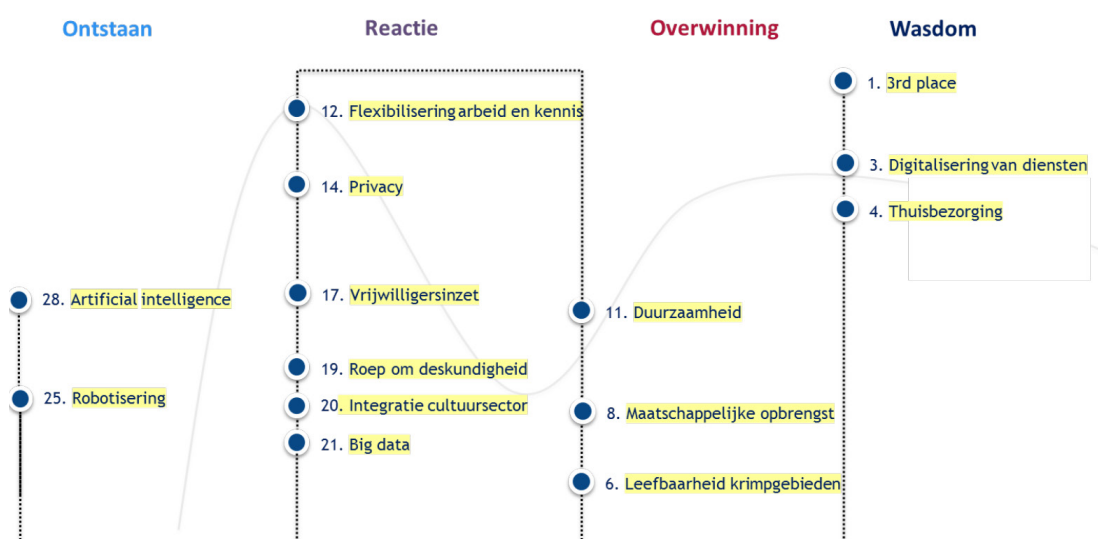 Ontstaan
Reactie
Overwinning
Wasdom
1. 3rd place
12. Flexibilisering arbeid en kennis
3. Digitalisering van diensten
14. Privacy
4. Thuisbezorging
17. Vrijwilligersinzet
28. Artificial intelligence
11. Duurzaamheid
19. Roep om deskundigheid
25. Robotisering
20. Integratie cultuursector
8. Maatschappelijke opbrengst
21. Big data
6. Leefbaarheid krimpgebieden